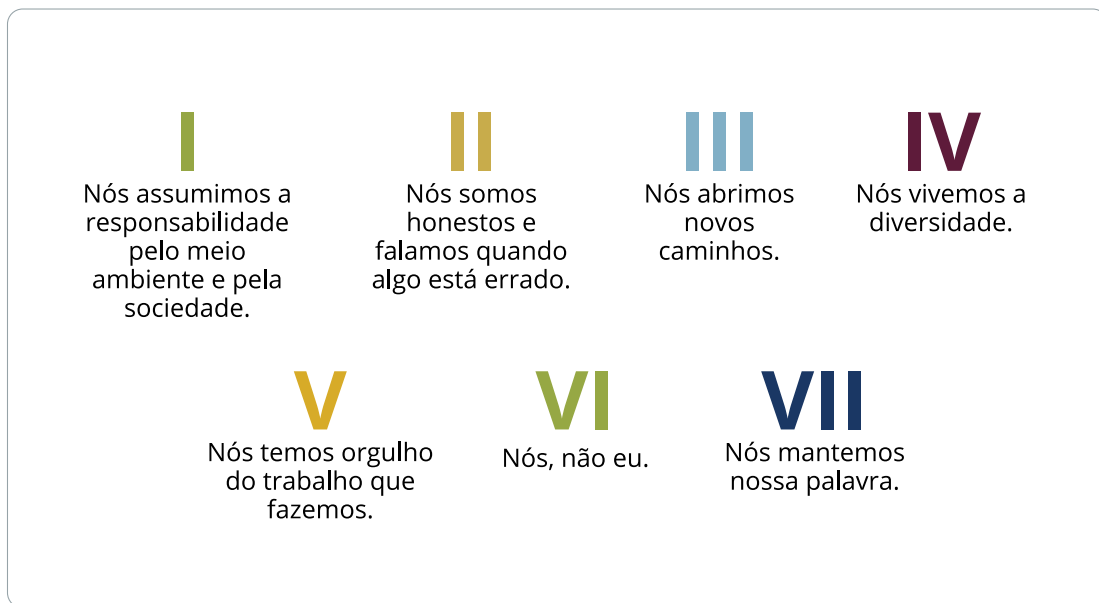 I
Nós assumimos a
responsabilidade
pelo meio
ambiente e pela
sociedade.
II
Nós somos
honestos e
falamos quando
algo está errado.
III
Nós abrimos
novos
caminhos.
IV
Nós vivemos a
diversidade.
V
Nós temos orgulho
do trabalho que
fazemos.
VI
Nós, não eu.
VII
Nós mantemos
nossa palavra.